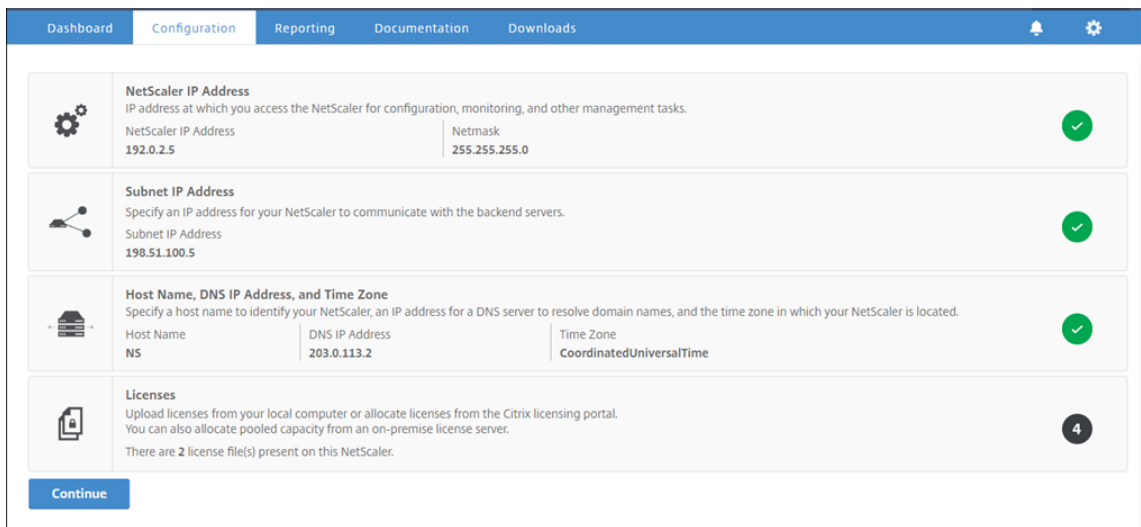 Dashboard Configuration Reporting Documentation Downloads
NetScaler IP Address
IP address at which you access the NetScaler for configuration, monitoring, and other management tasks.
NetScaler IP Address Netmask
192.0.2.5 255.255.255.0
Subnet IP Address
Specify an IP address for your NetScaler to communicate with the backend servers.
Subnet IP Address
198.51.100.5
Host Name, DNS IP Address, and Time Zone
Specify a host name to identify your NetScaler, an IP address for a DNS server to resolve domain names, and the time zone in which your NetScaler is located.
Host Name DNS IP Address Time Zone
NS 203.0.113.2 CoordinatedUniversalTime
Licenses
Upload licenses from your local computer or allocate licenses from the Citrix licensing portal.
You can also allocate pooled capacity from an on-premise license server.
4
There are 2 license file(s) present on this NetScaler.
Continue